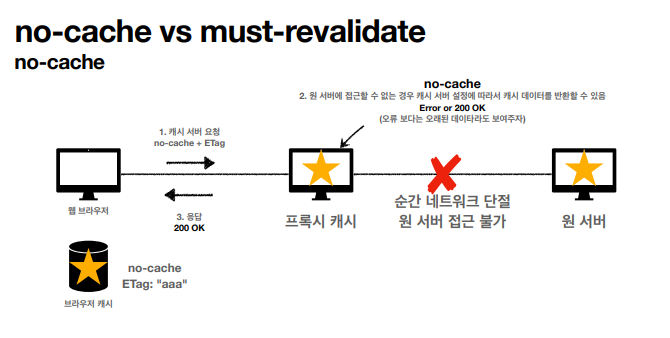 no-cache vs must-revalidate
no-cache
no-cache
2. 원 서버에 접근할 수 없는 경우 캐시 서버 설정에 따라서 캐시 데이터를 반환할 수 있음
Error or 200 OK
(오류 보다는 오래된 데이타라도 보여주자)
1. 캐시 서버 요청
no-cache + ETag
3. 응답
200 OK
웹 브라우저
프록시 캐시
순간 네트워크 단절
원 서버 접근 불가
원 서버
no-cache
ETag: "aaa"
브라우저 캐시